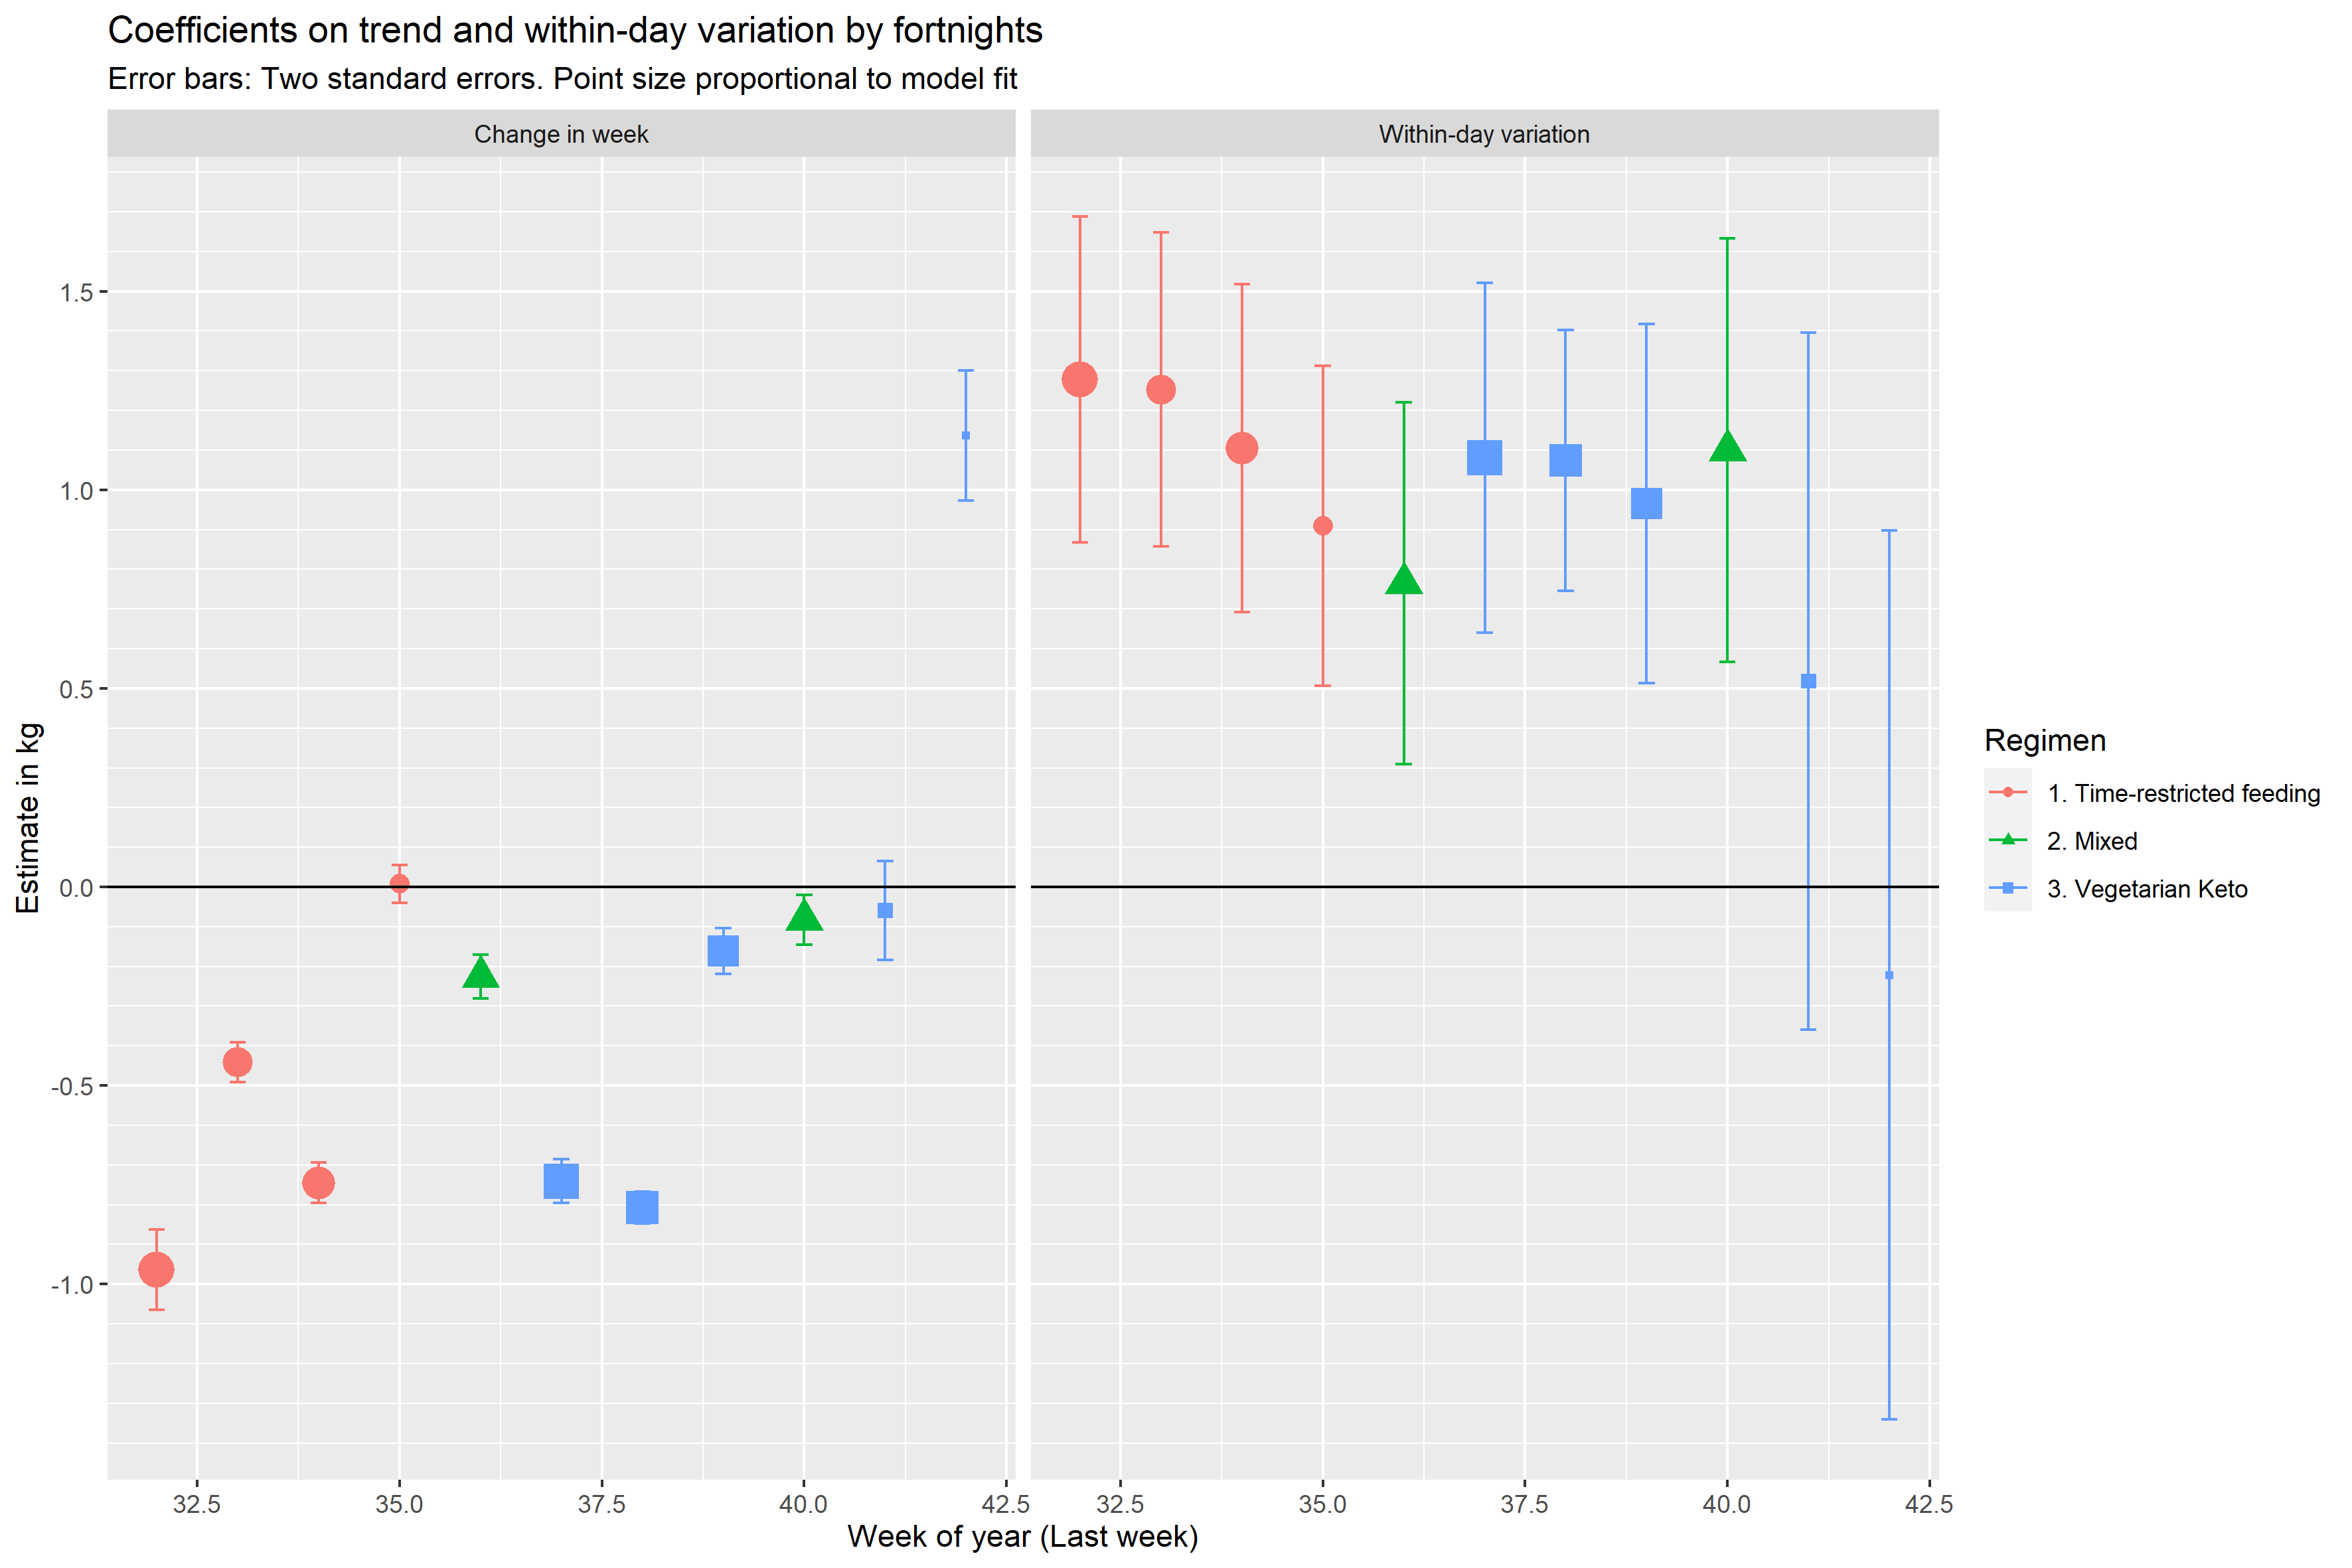 Coefficients on trend and within-day variation by fortnights
Error bars: Two standard errors. Point size proportional to model fit
Change in week
Within-day variation
Estimate in kg
1.5
1.0
0.5
0.0
-0.5
-1.0
32.5 35.0 37.5 40.0 42.5
32.5 35.0 37.5 40.0 42.5
Week of year (Last week)
Regimen
1. Time-restricted feeding
2. Mixed
3. Vegetarian Keto